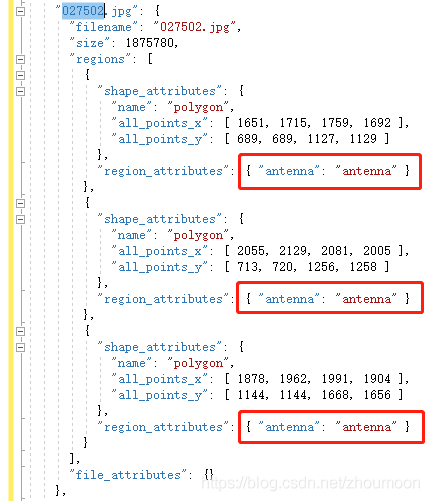 "027502.jpg": {
"filename": "027502.jpg",
"size": 1875780,
"regions": [
{
"shape_attributes": {
"name": "polygon",
"all_points_x": [ 1651, 1715, 1759, 1692 ],
"all_points_y": [ 689, 689, 1127, 1129 ]
},
"region_attributes": { "antenna": "antenna" }
},
{
"shape_attributes": {
"name": "polygon",
"all_points_x": [ 2055, 2129, 2081, 2005 ],
"all_points_y": [ 713, 720, 1256, 1258 ]
},
"region_attributes": { "antenna": "antenna" }
},
{
"shape_attributes": {
"name": "polygon",
"all_points_x": [ 1878, 1962, 1991, 1904 ],
"all_points_y": [ 1144, 1144, 1668, 1656 ]
},
"region_attributes": { "antenna": "antenna" }
}
],
"file_attributes": {}
},
https://blog.csdn.net/zhoumoon